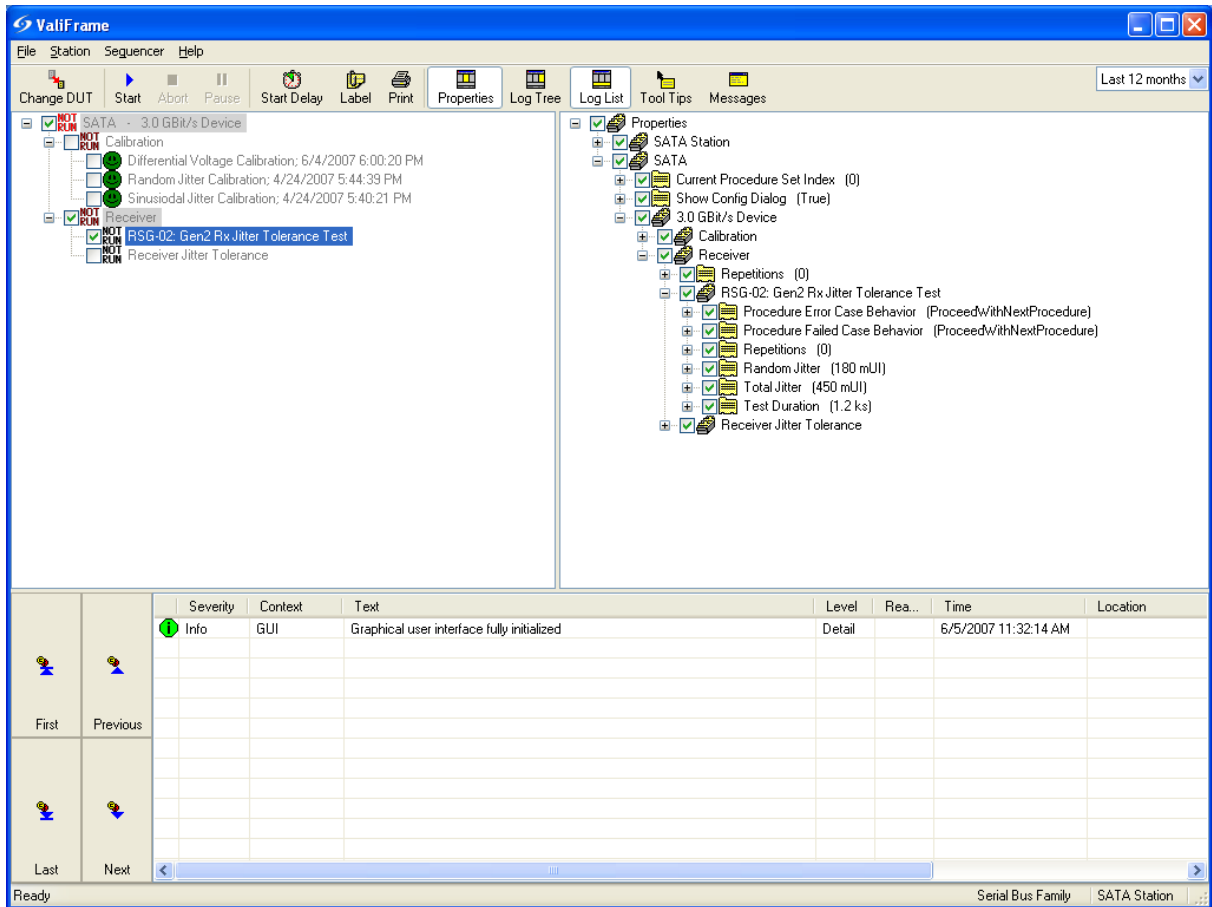 ValiFrame
File Station Sequencer Help
Change DUT Start Abort Pause Start Delay Label Print Properties Log Tree Log List Tool Tips Messages Last 12 months
NOT RUN SATA - 3.0 GBit/s Device
NOT RUN Calibration
Differential Voltage Calibration; 6/4/2007 6:00:20 PM
Random Jitter Calibration; 4/24/2007 5:44:39 PM
Sinusiodal Jitter Calibration; 4/24/2007 5:40:21 PM
NOT RUN Receiver
NOT RUN RSG-02: Gen2 Rx Jitter Tolerance Test
NOT RUN Receiver Jitter Tolerance
Properties
SATA Station
SATA
Current Procedure Set Index (0)
Show Config Dialog (True)
3.0 GBit/s Device
Calibration
Receiver
Repetitions (0)
RSG-02: Gen2 Rx Jitter Tolerance Test
Procedure Error Case Behavior (ProceedWithNextProcedure)
Procedure Failed Case Behavior (ProceedWithNextProcedure)
Repetitions (0)
Random Jitter (180 mUI)
Total Jitter (450 mUI)
Test Duration (1.2 ks)
Receiver Jitter Tolerance
First Previous
Last Next
Severity Context Text Level Rea... Time Location
Info GUI Graphical user interface fully initialized Detail 6/5/2007 11:32:14 AM
Ready Serial Bus Family SATA Station